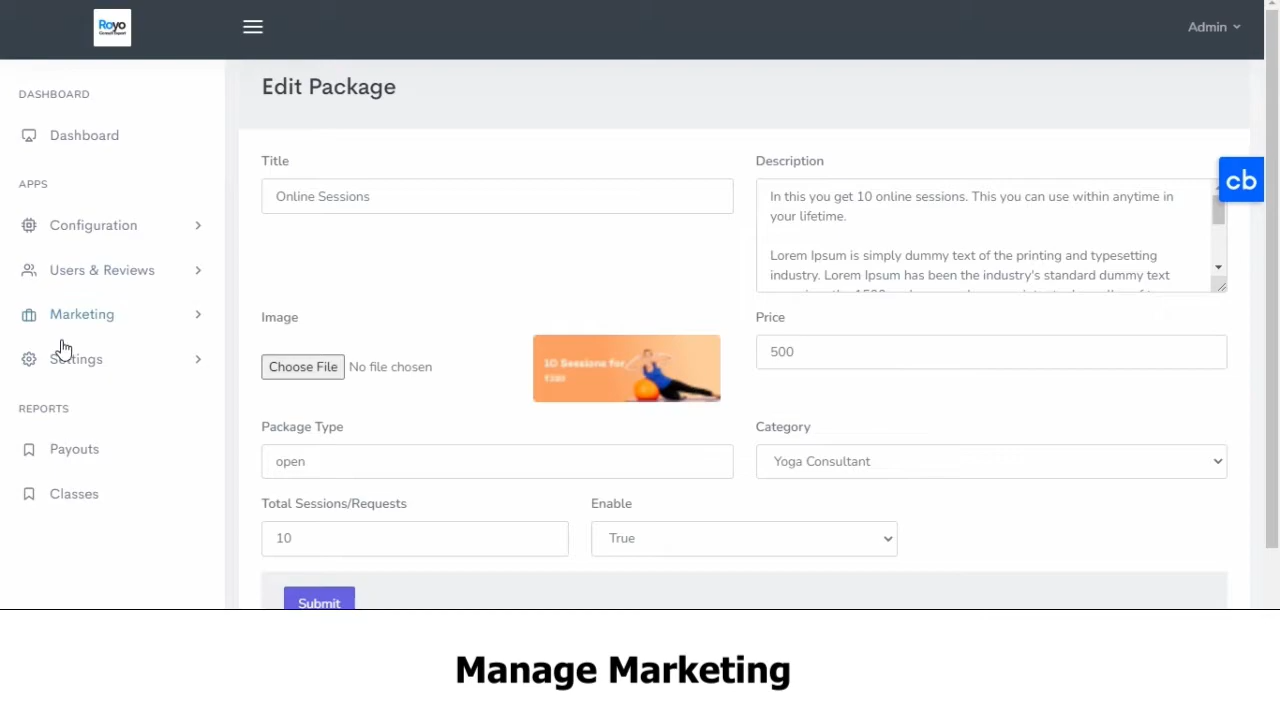 Royo
Admin
DASHBOARD
Dashboard
APPS
Configuration
Users & Reviews
Marketing
Settings
REPORTS
Payouts
Classes
Edit Package
Title
Online Sessions
Description
In this you get 10 online sessions. This you can use within anytime in
your lifetime.
Lorem Ipsum is simply dummy text of the printing and typesetting
industry. Lorem Ipsum has been the industry's standard dummy text
cb
Image
Choose File No file chosen
10 Sessions for
Price
500
Package Type
open
Category
Yoga Consultant
Total Sessions/Requests
10
Enable
True
Submit
Manage Marketing